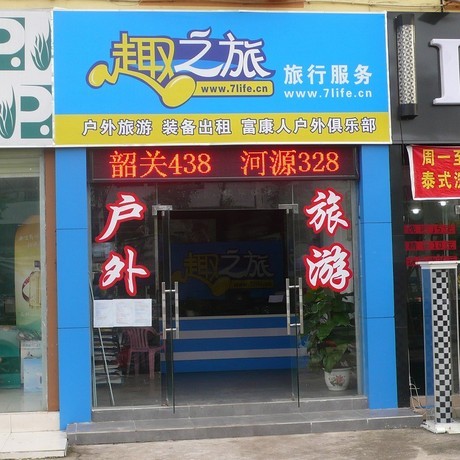 趣之旅
www.7life.cn
旅行服务
www.7life.cn
户外旅游 装备出租 富康人户外俱乐部
韶关438 河源328
户外
旅游
趣之旅
周一至
泰式
P.
P.